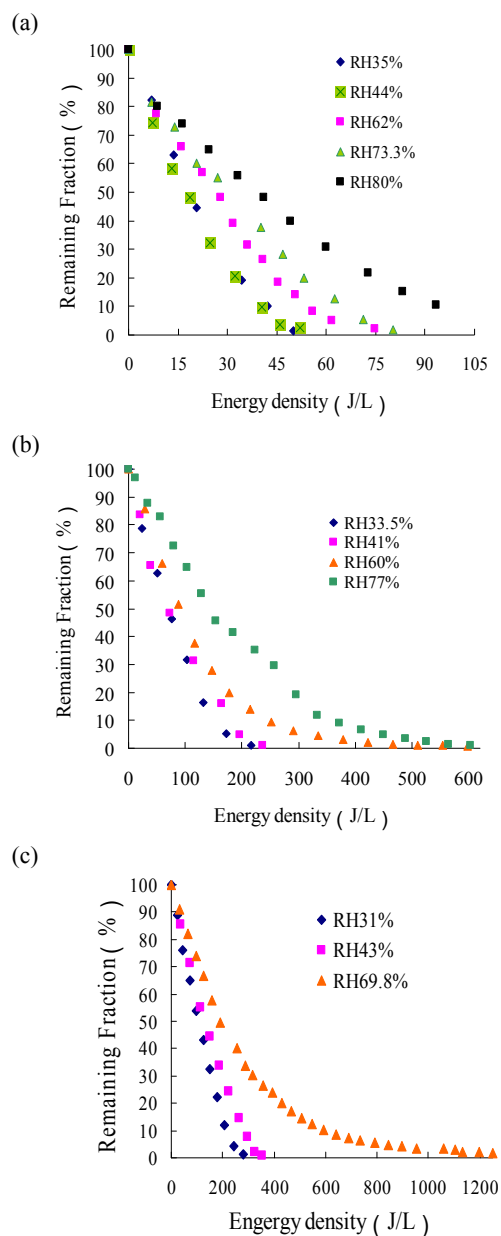 (a)
100
90
80
70
60
50
40
30
20
10
0
Remaining Fraction ( % )
RH35%
RH44%
RH62%
RH73.3%
RH80%
0 15 30 45 60 75 90 105
Energy density ( J/L )
(b)
100
90
80
70
60
50
40
30
20
10
0
Remaining Fraction ( % )
RH33.5%
RH41%
RH60%
RH77%
0 100 200 300 400 500 600
Energy density ( J/L )
(c)
100
90
80
70
60
50
40
30
20
10
0
Remaining Fraction ( % )
RH31%
RH43%
RH69.8%
0 200 400 600 800 1000 1200
Engergy density ( J/L )